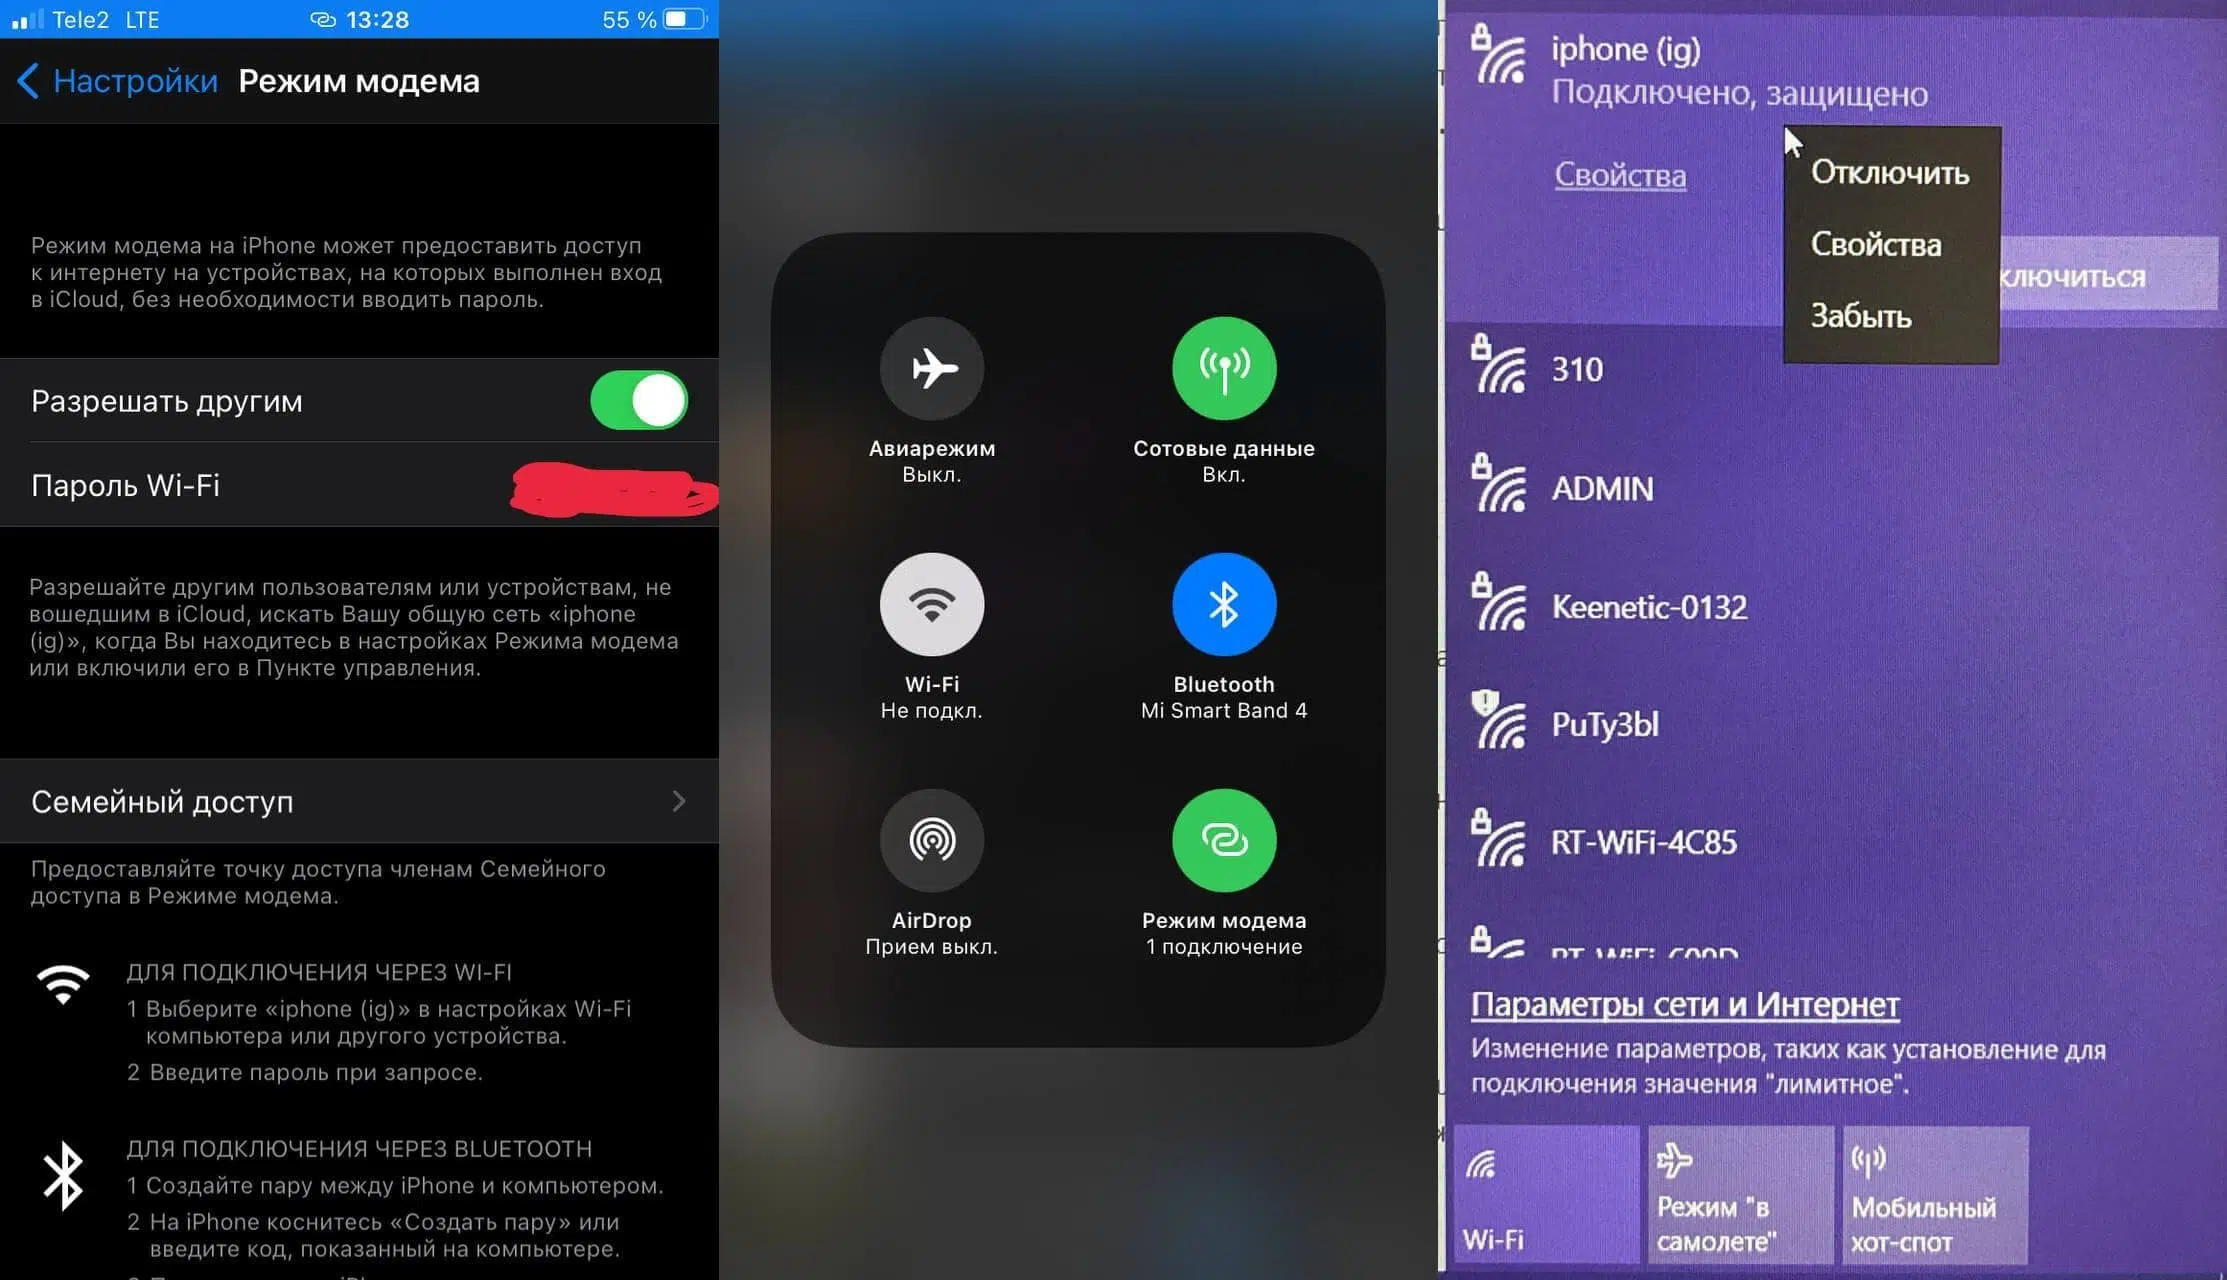 Tele2 LTE 13:28 55 %
Настройки Режим модема
Режим модема на iPhone может предоставить доступ
к интернету на устройствах, на которых выполнен вход
в iCloud, без необходимости вводить пароль.
Разрешать другим
Пароль Wi-Fi
Разрешайте другим пользователям или устройствам, не
вошедшим в iCloud, искать Вашу общую сеть «iphone
(ig)», когда Вы находитесь в настройках Режима модема
или включили его в Пункте управления.
Семейный доступ
Предоставляйте точку доступа членам Семейного
доступа в Режиме модема.
ДЛЯ ПОДКЛЮЧЕНИЯ ЧЕРЕЗ WI-FI
1 Выберите «iphone (ig)» в настройках Wi-Fi
компьютера или другого устройства.
2 Введите пароль при запросе.
ДЛЯ ПОДКЛЮЧЕНИЯ ЧЕРЕЗ BLUETOOTH
1 Создайте пару между iPhone и компьютером.
2 На iPhone коснитесь «Создать пару» или
введите код, показанный на компьютере.
Авиарежим
Выкл.
Сотовые данные
Вкл.
Wi-Fi
Не подкл.
Bluetooth
Mi Smart Band 4
AirDrop
Прием выкл.
Режим модема
1 подключение
iphone (ig)
Подключено, защищено
Свойства
Отключить
Свойства
Забыть
ключиться
310
ADMIN
Keenetic-0132
PuTy3bl
RT-WiFi-4C85
Параметры сети и Интернет
Изменение параметров, таких как установление для
подключения значения "лимитное".
Wi-Fi
Режим "в
самолете"
Мобильный
хот-спот